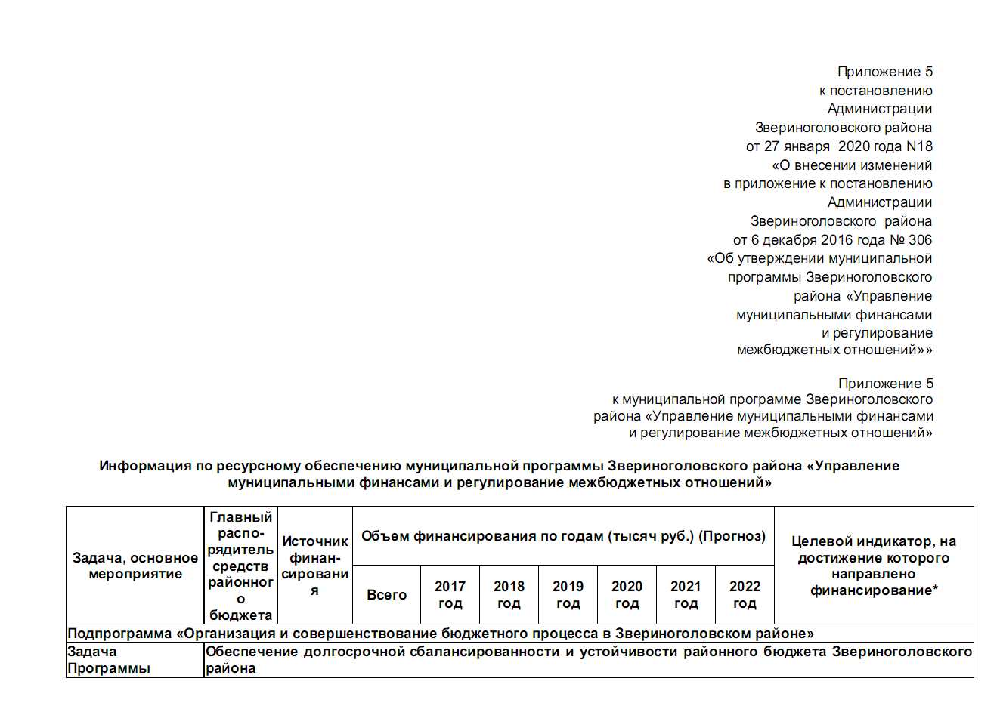 Приложение 5
к постановлению
Администрации
Звериноголовского района
от 27 января  2020 года N18
«О внесении изменений
в приложение к постановлению
Администрации
Звериноголовского  района
от 6 декабря 2016 года № 306
«Об утверждении муниципальной
программы Звериноголовского
района «Управление
муниципальными финансами
и регулирование
межбюджетных отношений»»
Приложение 5
к муниципальной программе Звериноголовского
района «Управление муниципальными финансами
и регулирование межбюджетных отношений»
Информация по ресурсному обеспечению муниципальной программы Звериноголовского района «Управление
муниципальными финансами и регулирование межбюджетных отношений»
Задача, основное
мероприятие
Главный
распо-
рядитель
средств
районног
о
бюджета
Источник
финан-
сировани
я
Объем финансирования по годам (тысяч руб.) (Прогноз)
Всего
2017
год
2018
год
2019
год
2020
год
2021
год
2022
год
Целевой индикатор, на
достижение которого
направлено
финансирование*
Подпрограмма «Организация и совершенствование бюджетного процесса в Звериноголовском районе»
Задача
Программы
Обеспечение долгосрочной сбалансированности и устойчивости районного бюджета Звериноголовского
района